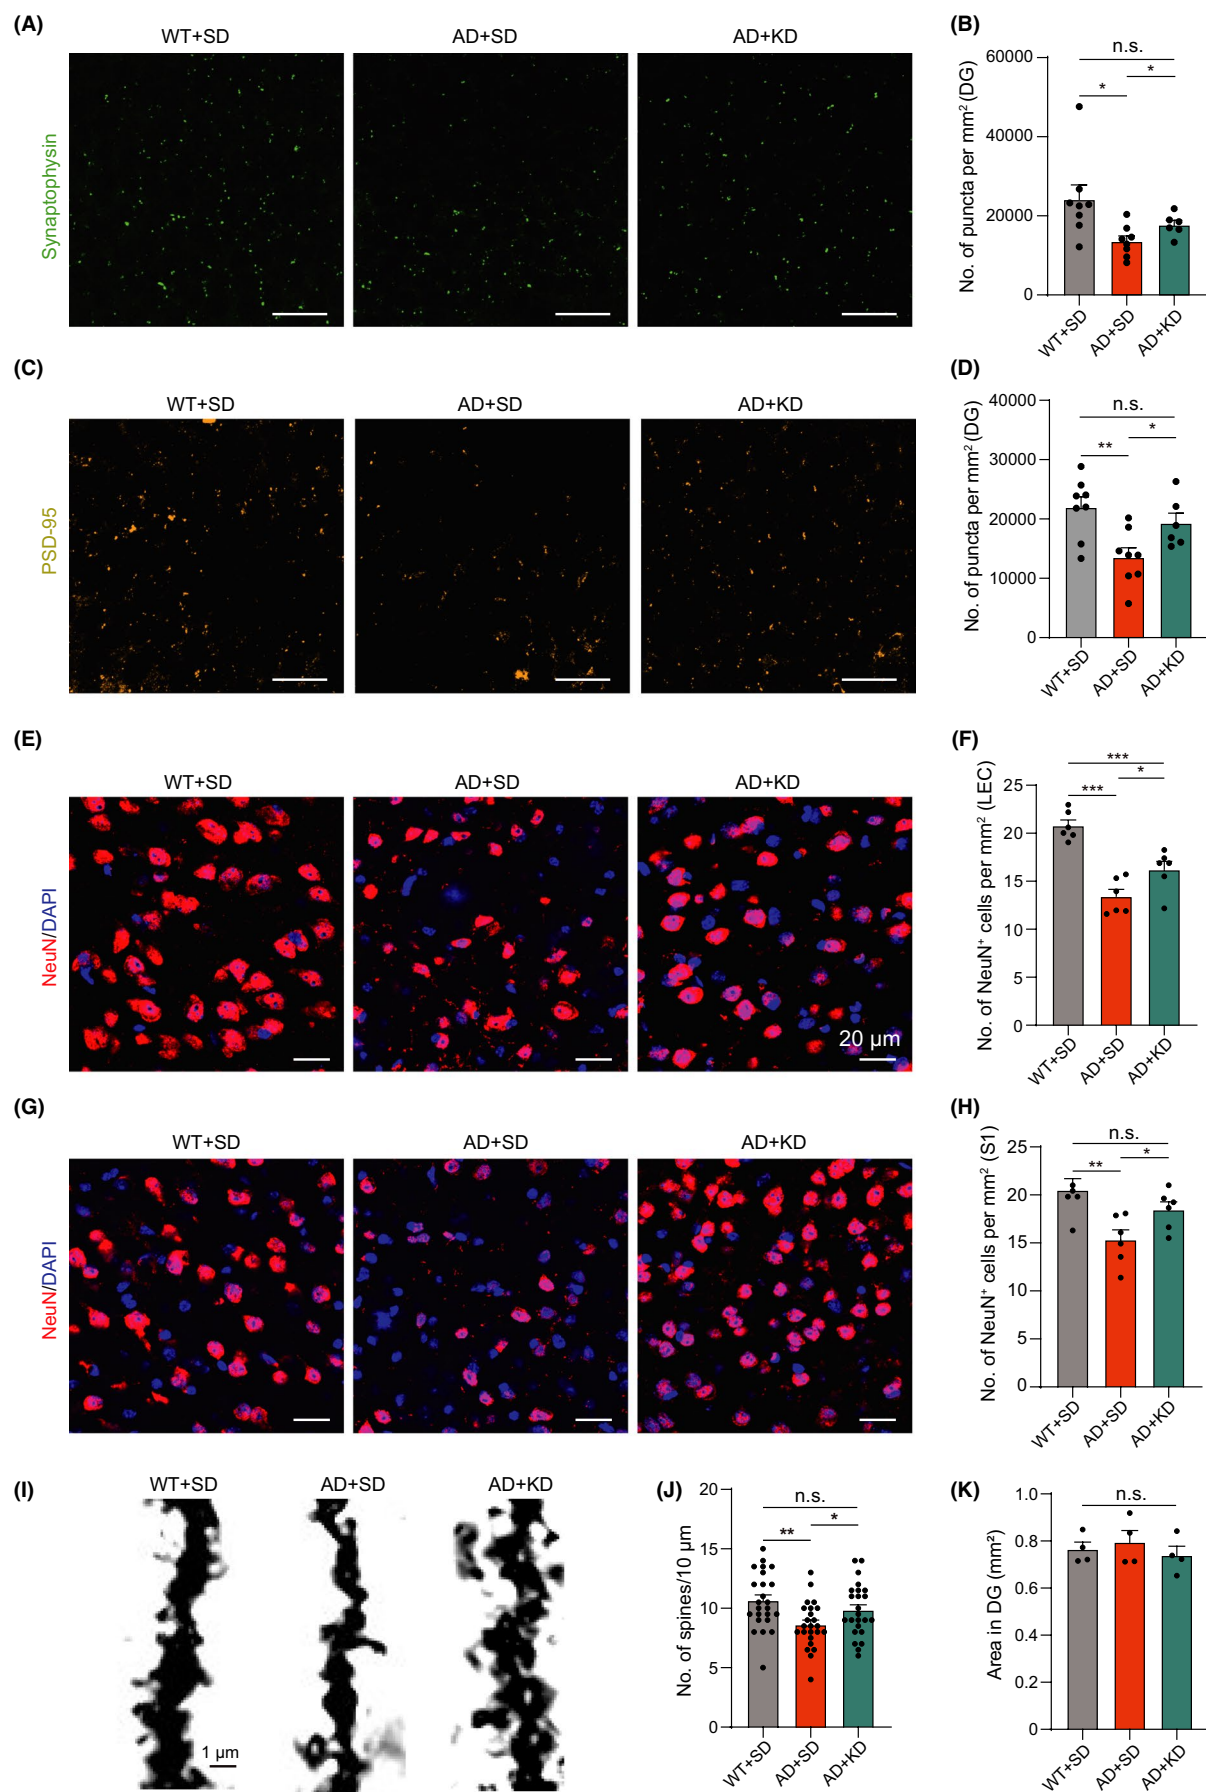 (A)
WT+SD
AD+SD
AD+KD
Synaptophysin
(B)
No. of puncta per mm² (DG)
60000
40000
20000
0
n.s.
*
*
WT+SD
AD+SD
AD+KD
(C)
WT+SD
AD+SD
AD+KD
PSD-95
(D)
No. of puncta per mm² (DG)
40000
30000
20000
10000
0
n.s.
*
**
WT+SD
AD+SD
AD+KD
(E)
WT+SD
AD+SD
AD+KD
NeuN/DAPI
20 µm
(F)
No. of NeuN⁺ cells per mm² (LEC)
25
20
15
10
5
0
***
*
***
WT+SD
AD+SD
AD+KD
(G)
WT+SD
AD+SD
AD+KD
NeuN/DAPI
(H)
No. of NeuN⁺ cells per mm² (S1)
25
20
15
10
5
0
n.s.
*
**
WT+SD
AD+SD
AD+KD
(I)
WT+SD
AD+SD
AD+KD
1 µm
(J)
No. of spines/10 µm
20
15
10
5
0
n.s.
*
**
WT+SD
AD+SD
AD+KD
(K)
Area in DG (mm²)
1.0
0.8
0.6
0.4
0.2
0
n.s.
WT+SD
AD+SD
AD+KD